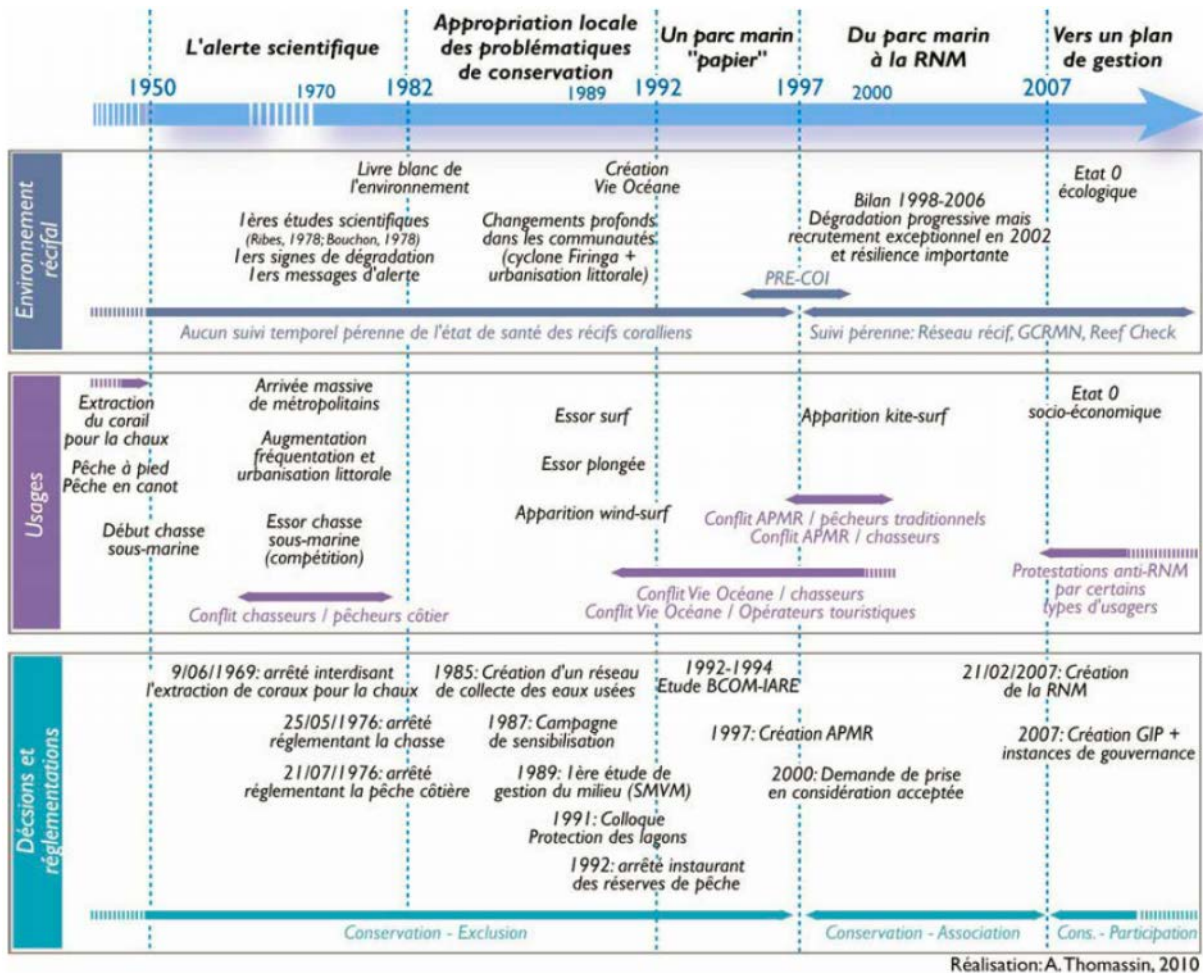 L'alerte scientifique
Appropriation locale
des problématiques
de conservation
Un parc marin
"papier"
Du parc marin
à la RNM
Vers un plan
de gestion
1950
1970
1982
1989
1992
1997
2000
2007
Environnement
récifal
Livre blanc de
l'environnement
1ères études scientifiques
(Ribes, 1978; Bouchon, 1978)
1ers signes de dégradation
1ers messages d'alerte
Création
Vie Océane
Changements profonds
dans les communautés
(cyclone Firinga +
urbanisation littorale)
Bilan 1998-2006
Dégradation progressive mais
recrutement exceptionnel en 2002
et résilience importante
Etat 0
écologique
PRE-COI
Aucun suivi temporel pérenne de l'état de santé des récifs coralliens
Suivi pérenne: Réseau récif, GCRMN, Reef Check
Usages
Extraction
du corail
pour la chaux
Pêche à pied
Pêche en canot
Début chasse
sous-marine
Arrivée massive
de métropolitains
Augmentation
fréquentation et
urbanisation littorale
Essor chasse
sous-marine
(compétition)
Conflit chasseurs / pêcheurs côtier
Essor surf
Essor plongée
Apparition wind-surf
Apparition kite-surf
Conflit APMR / pêcheurs traditionnels
Conflit APMR / chasseurs
Conflit Vie Océane / chasseurs
Conflit Vie Océane / Opérateurs touristiques
Etat 0
socio-économique
Protestations anti-RNM
par certains
types d'usagers
Décsions et
réglementations
9/06/1969: arrêté interdisant
l'extraction de coraux pour la chaux
25/05/1976: arrêté
réglementant la chasse
21/07/1976: arrêté
réglementant la pêche côtière
1985: Création d'un réseau
de collecte des eaux usées
1987: Campagne
de sensibilisation
1989: 1ère étude de
gestion du milieu (SMVM)
1991: Colloque
Protection des lagons
1992: arrêté instaurant
des réserves de pêche
1992-1994
Etude BCOM-IARE
1997: Création APMR
2000: Demande de prise
en considération acceptée
21/02/2007: Création
de la RNM
2007: Création GIP +
instances de gouvernance
Conservation - Exclusion
Conservation - Association
Cons. - Participation
Réalisation: A. Thomassin, 2010